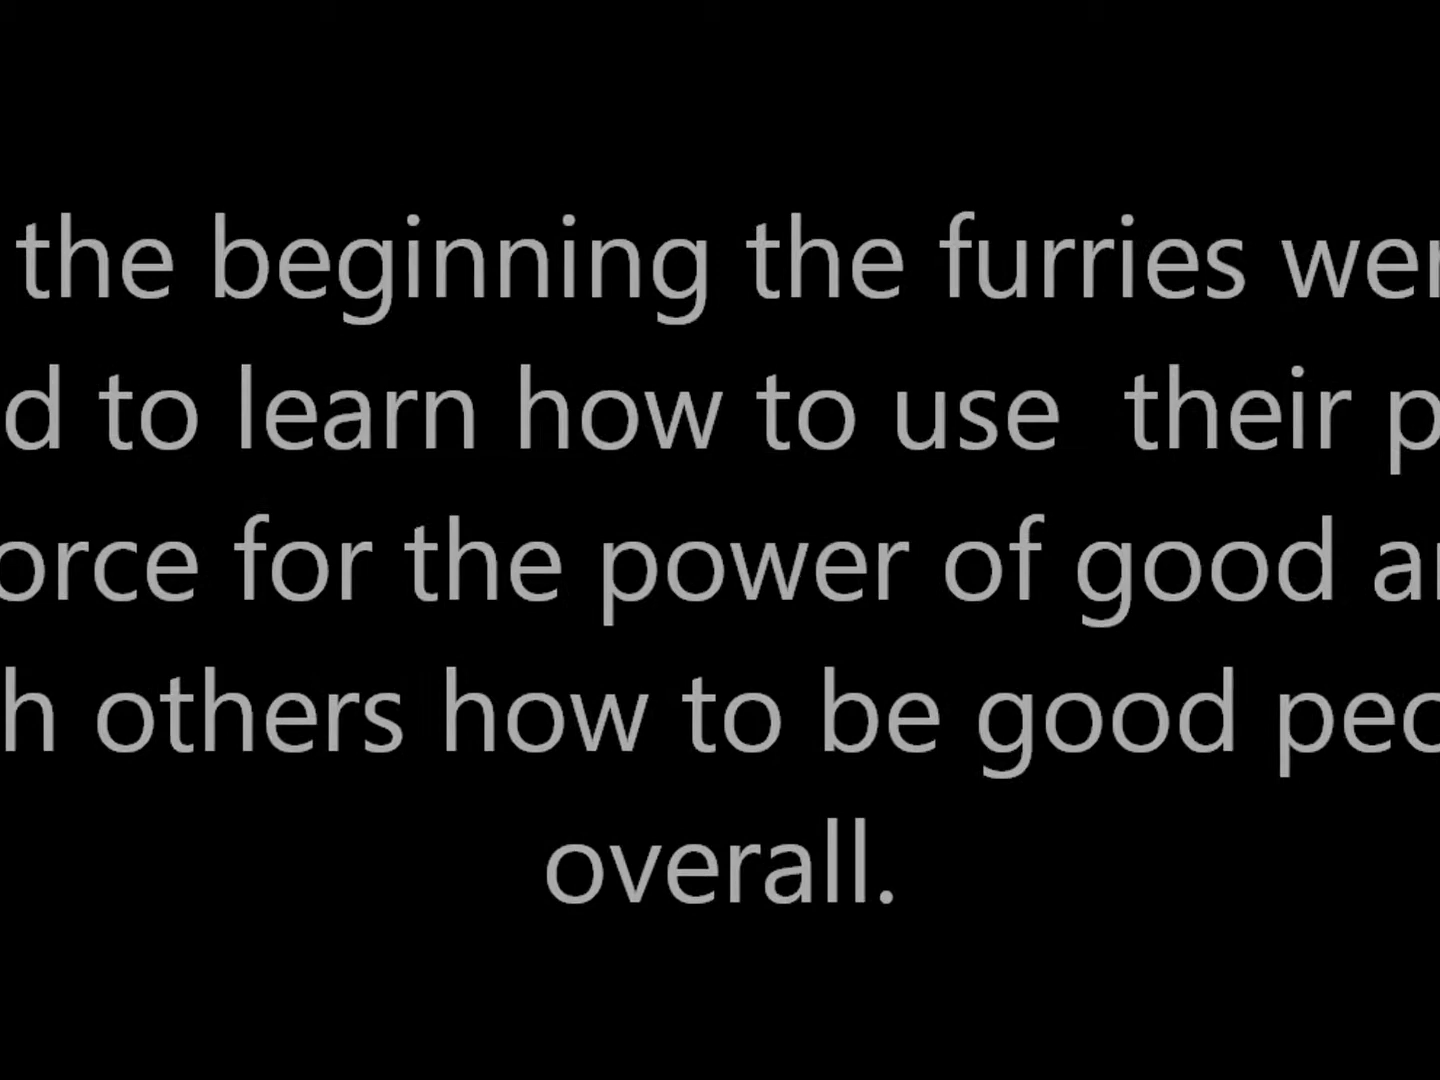 the beginning the furries wer
d to learn how to use  their p
orce for the power of good a
h others how to be good peo
overall.